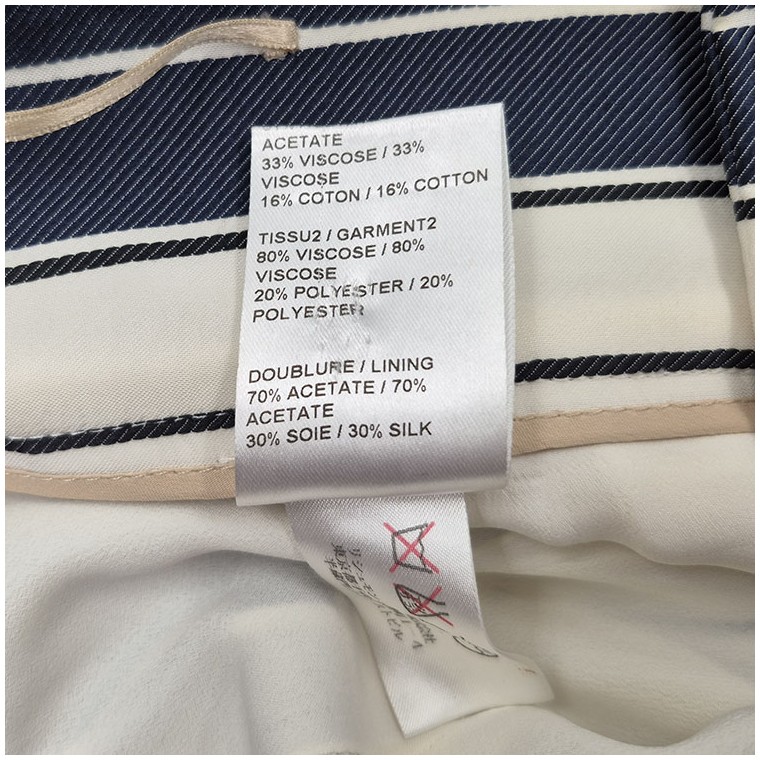 ACETATE
33% VISCOSE / 33%
VISCOSE
16% COTON / 16% COTTON
TISSU2 / GARMENT2
80% VISCOSE / 80%
VISCOSE
20% POLYESTER / 20%
POLYESTER
DOUBLURE / LINING
70% ACETATE / 70%
ACETATE
30% SOIE / 30% SILK